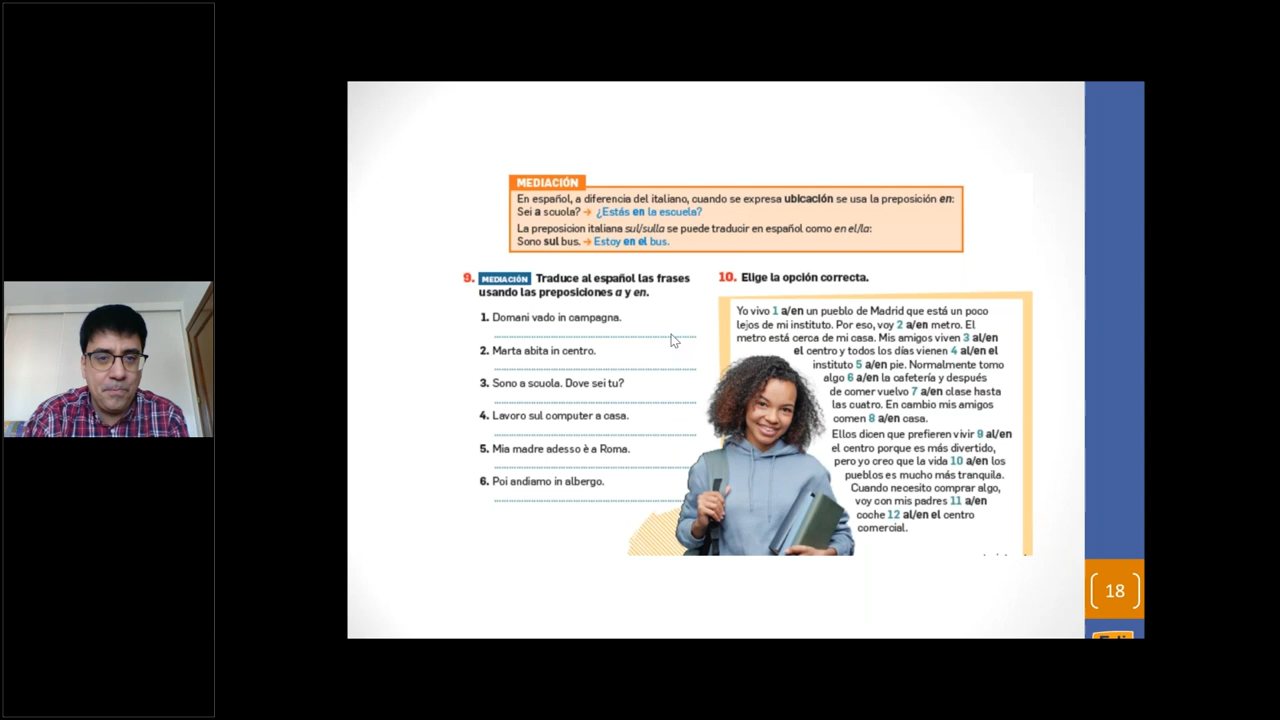 MEDIACIÓN
En español, a diferencia del italiano, cuando se expresa ubicación se usa la preposición en:
Sei a scuola? → ¿Estás en la escuela?
La preposicion italiana sul/sulla se puede traducir en español como en el/la:
Sono sul bus. → Estoy en el bus.
9. MEDIACIÓN Traduce al español las frases
usando las preposiciones a y en.
1. Domani vado in campagna.
2. Marta abita in centro.
3. Sono a scuola. Dove sei tu?
4. Lavoro sul computer a casa.
5. Mia madre adesso è a Roma.
6. Poi andiamo in albergo.
10. Elige la opción correcta.
Yo vivo 1 a/en un pueblo de Madrid que está un poco
lejos de mi instituto. Por eso, voy 2 a/en metro. El
metro está cerca de mi casa. Mis amigos viven 3 al/en
el centro y todos los días vienen 4 al/en el
instituto 5 a/en pie. Normalmente tomo
algo 6 a/en la cafetería y después
de comer vuelvo 7 a/en clase hasta
las cuatro. En cambio mis amigos
comen 8 a/en casa.
Ellos dicen que prefieren vivir 9 al/en
el centro porque es más divertido,
pero yo creo que la vida 10 a/en los
pueblos es mucho más tranquila.
Cuando necesito comprar algo,
voy con mis padres 11 a/en
coche 12 al/en el centro
comercial.
18